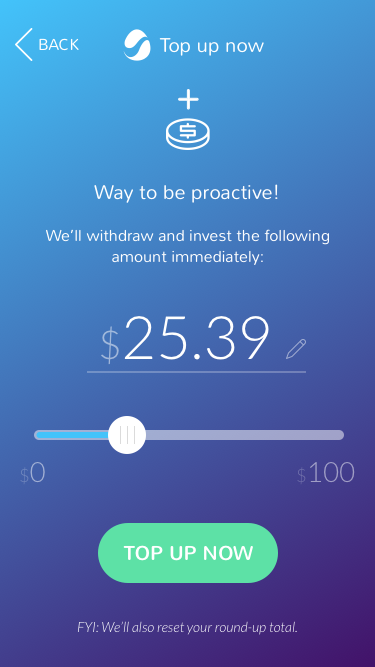 BACK
Top up now
Way to be proactive!
We'll withdraw and invest the following
amount immediately:
$25.39
$0
$100
TOP UP NOW
FYI: We'll also reset your round-up total.